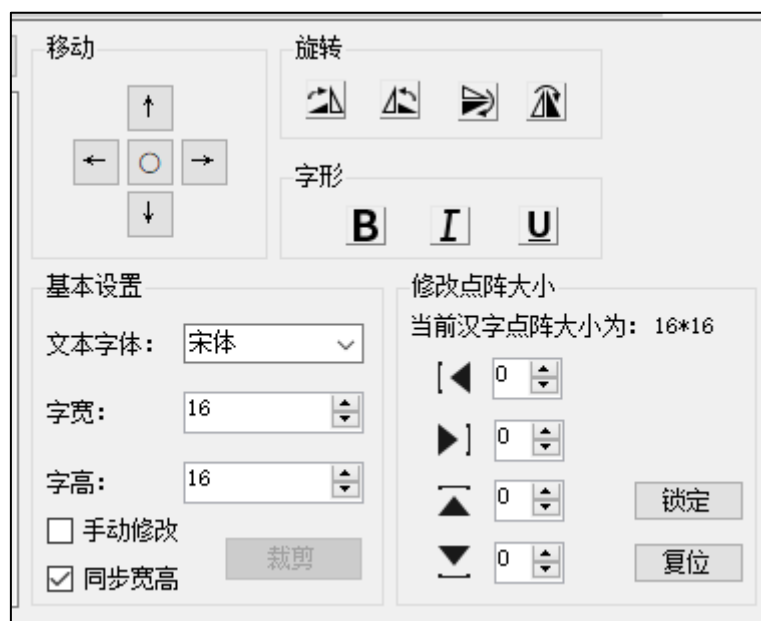 移动
↑
← ○ →
↓
旋转
字形
B I U
基本设置
文本字体： 宋体
字宽： 16
字高： 16
手动修改
同步宽高
裁剪
修改点阵大小
当前汉字点阵大小为： 16*16
0
0
0
0
锁定
复位